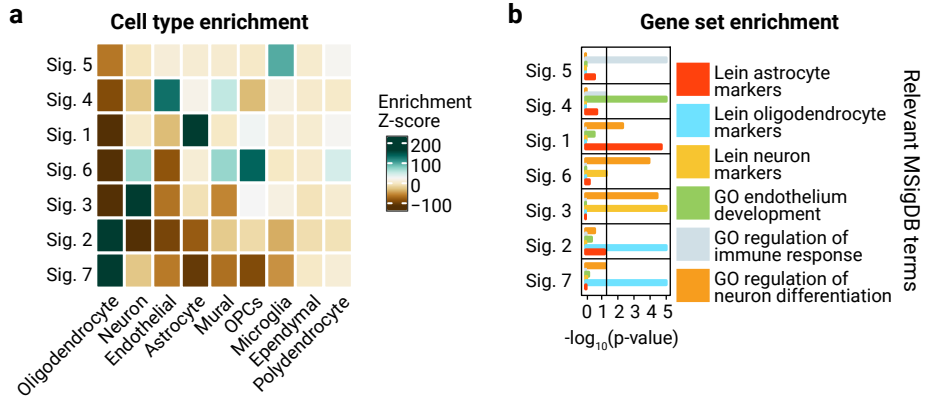 a
Cell type enrichment
Sig. 5
Sig. 4
Sig. 1
Sig. 6
Sig. 3
Sig. 2
Sig. 7
Oligodendrocyte
Neuron
Endothelial
Astrocyte
Mural
OPCs
Microglia
Ependymal
Polydendrocyte
Enrichment
Z-score
200
100
0
−100
b
Gene set enrichment
Sig. 5
Sig. 4
Sig. 1
Sig. 6
Sig. 3
Sig. 2
Sig. 7
0 1 2 3 4 5
-log10(p-value)
Lein astrocyte
markers
Lein oligodendrocyte
markers
Lein neuron
markers
GO endothelium
development
GO regulation of
immune response
GO regulation of
neuron differentiation
Relevant MSigDB terms